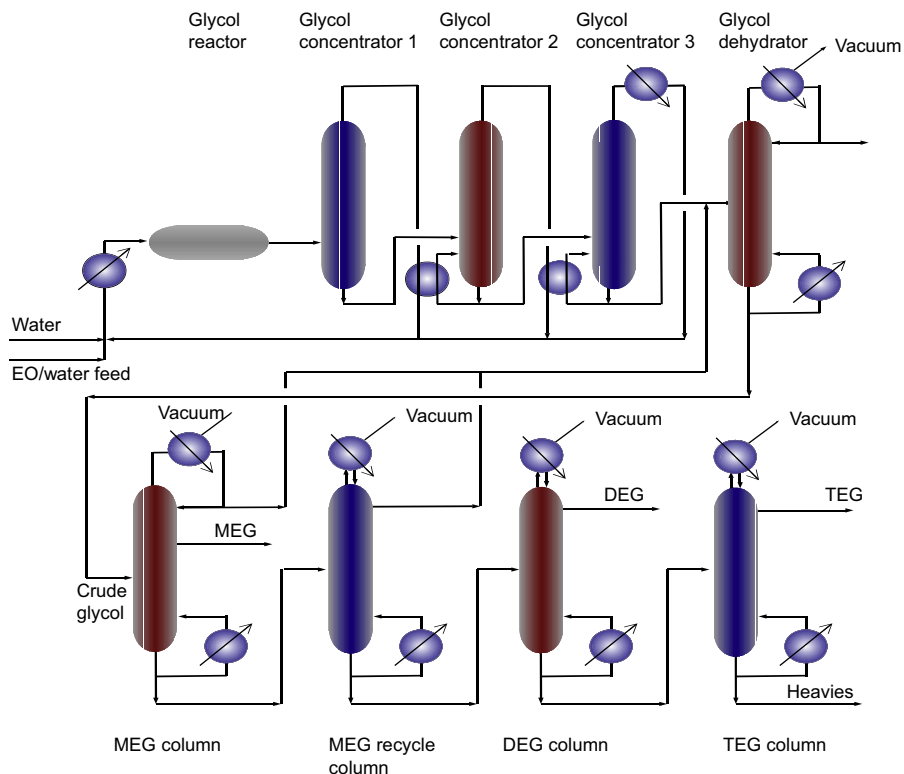 Glycol
reactor
Glycol
concentrator 1
Glycol
concentrator 2
Glycol
concentrator 3
Glycol
dehydrator
Vacuum
Water
EO/water feed
Vacuum
Vacuum
Vacuum
Vacuum
MEG
DEG
TEG
Crude
glycol
Heavies
MEG column
MEG recycle
column
DEG column
TEG column